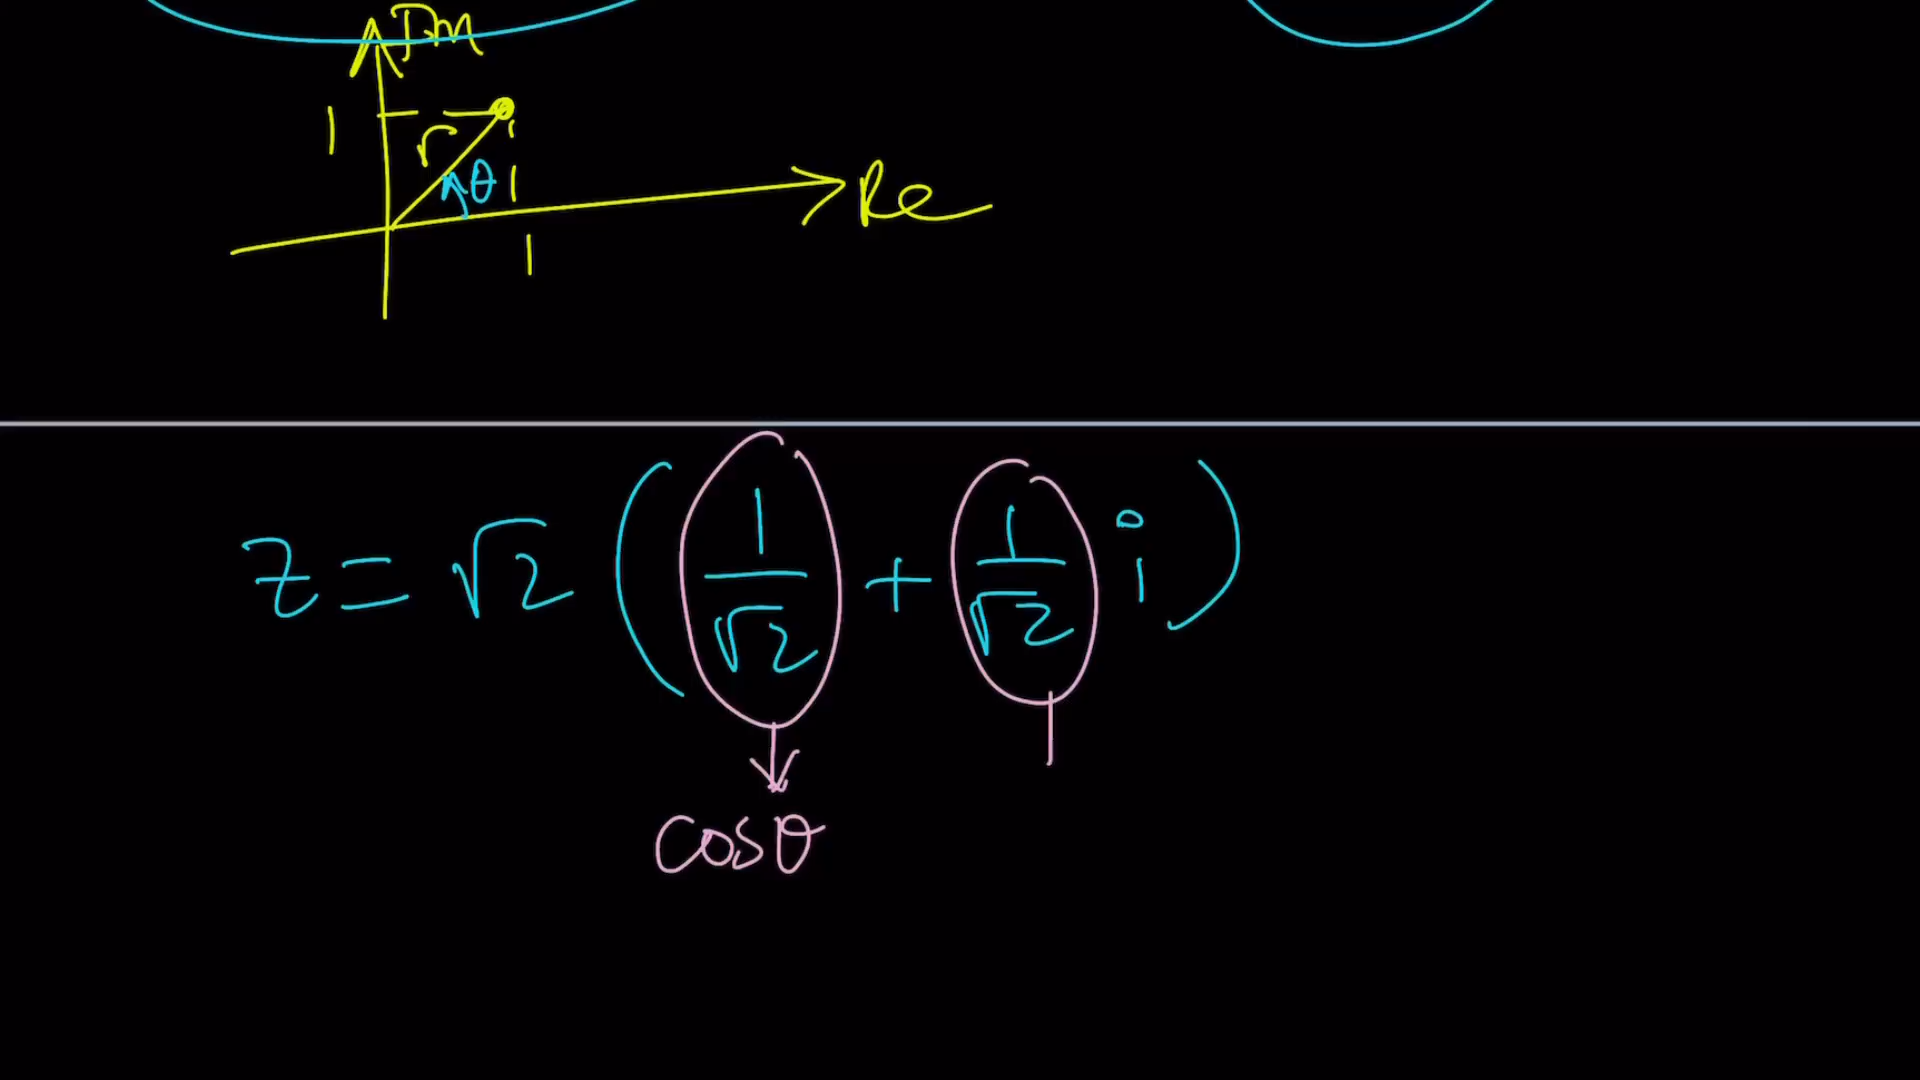 Im
1
r
θ
Re
1
z = √2 ( 1/√2 + 1/√2 i )
cosθ